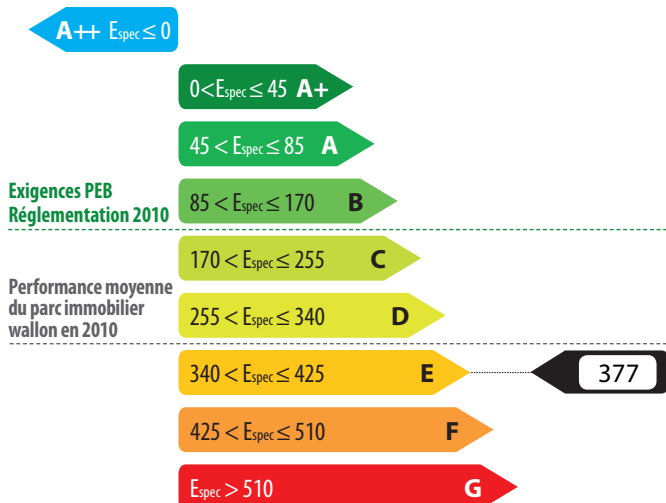 A++ Espec ≤ 0
0<Espec ≤ 45 A+
45 < Espec ≤ 85 A
Exigences PEB
Réglementation 2010
85 < Espec ≤ 170 B
170 < Espec ≤ 255 C
Performance moyenne
du parc immobilier
wallon en 2010
255 < Espec ≤ 340 D
340 < Espec ≤ 425 E
377
425 < Espec ≤ 510 F
Espec > 510 G